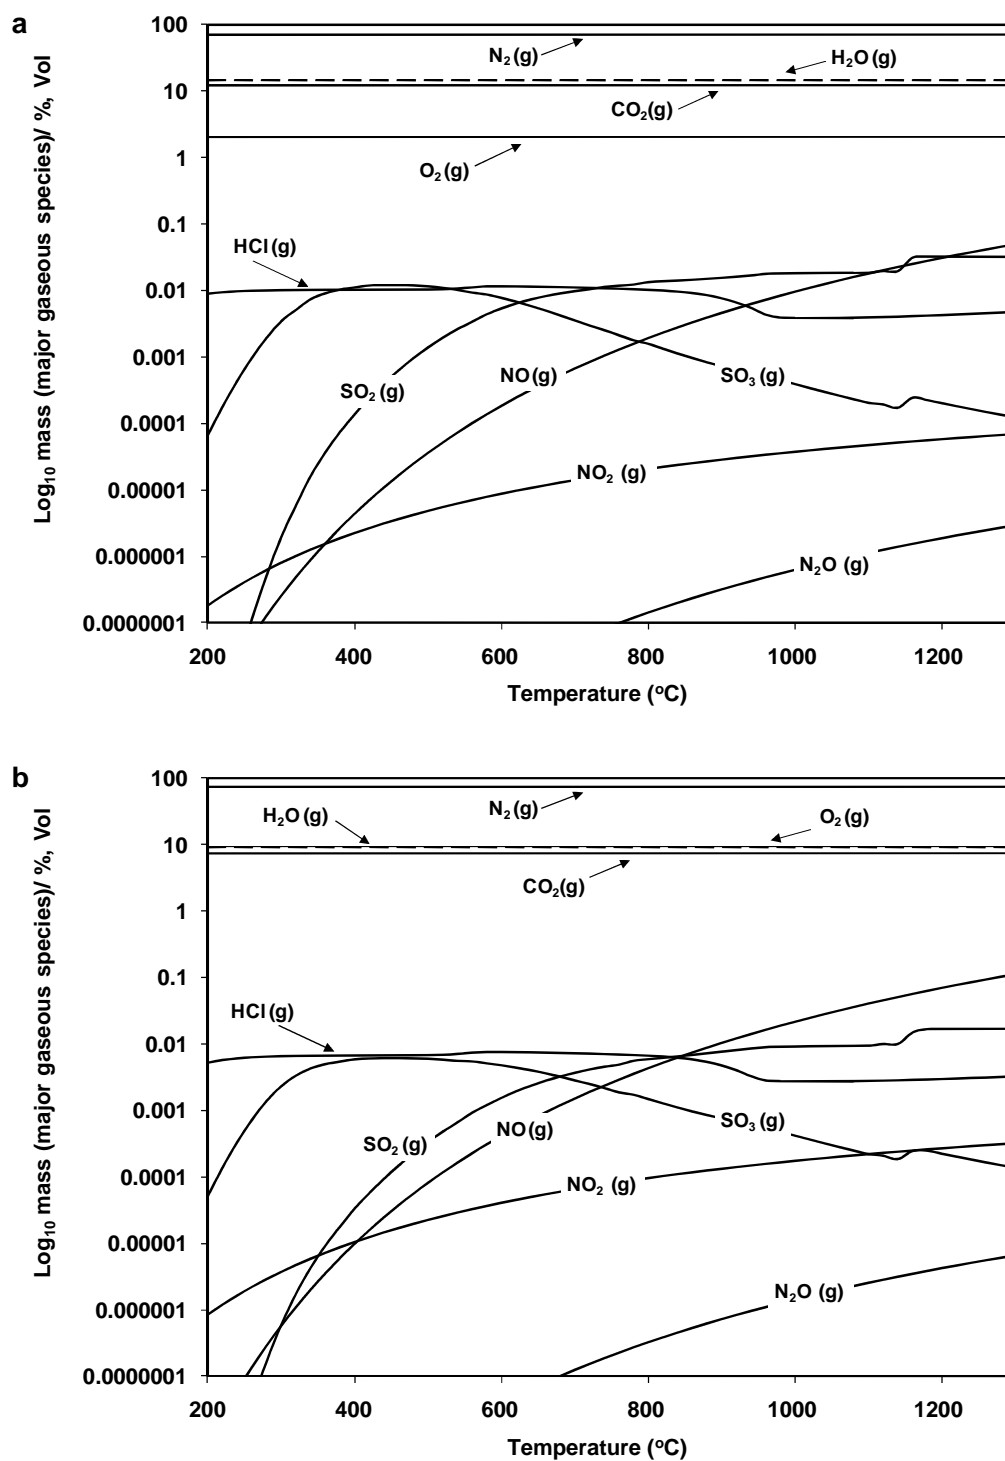 a
Log₁₀ mass (major gaseous species)/ %, Vol
100
10
1
0.1
0.01
0.001
0.0001
0.00001
0.000001
0.0000001
N₂ (g)
H₂O (g)
CO₂(g)
O₂ (g)
HCl (g)
SO₂ (g)
NO (g)
SO₃ (g)
NO₂ (g)
N₂O (g)
200 400 600 800 1000 1200
Temperature (°C)
b
Log₁₀ mass (major gaseous species)/ %, Vol
100
10
1
0.1
0.01
0.001
0.0001
0.00001
0.000001
0.0000001
N₂ (g)
H₂O (g)
O₂ (g)
CO₂(g)
HCl (g)
SO₂ (g)
NO (g)
SO₃ (g)
NO₂ (g)
N₂O (g)
200 400 600 800 1000 1200
Temperature (°C)